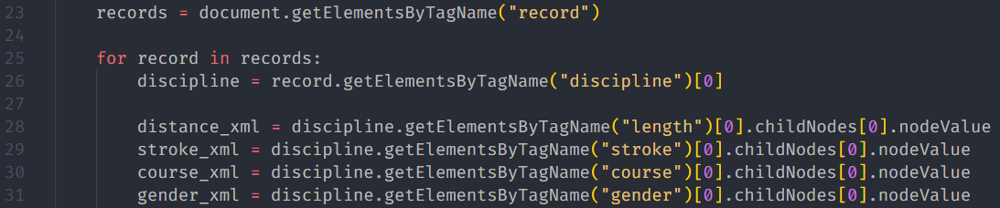 23 records = document.getElementsByTagName("record")
24
25 for record in records:
26 discipline = record.getElementsByTagName("discipline")[0]
27
28 distance_xml = discipline.getElementsByTagName("length")[0].childNodes[0].nodeValue
29 stroke_xml = discipline.getElementsByTagName("stroke")[0].childNodes[0].nodeValue
30 course_xml = discipline.getElementsByTagName("course")[0].childNodes[0].nodeValue
31 gender_xml = discipline.getElementsByTagName("gender")[0].childNodes[0].nodeValue